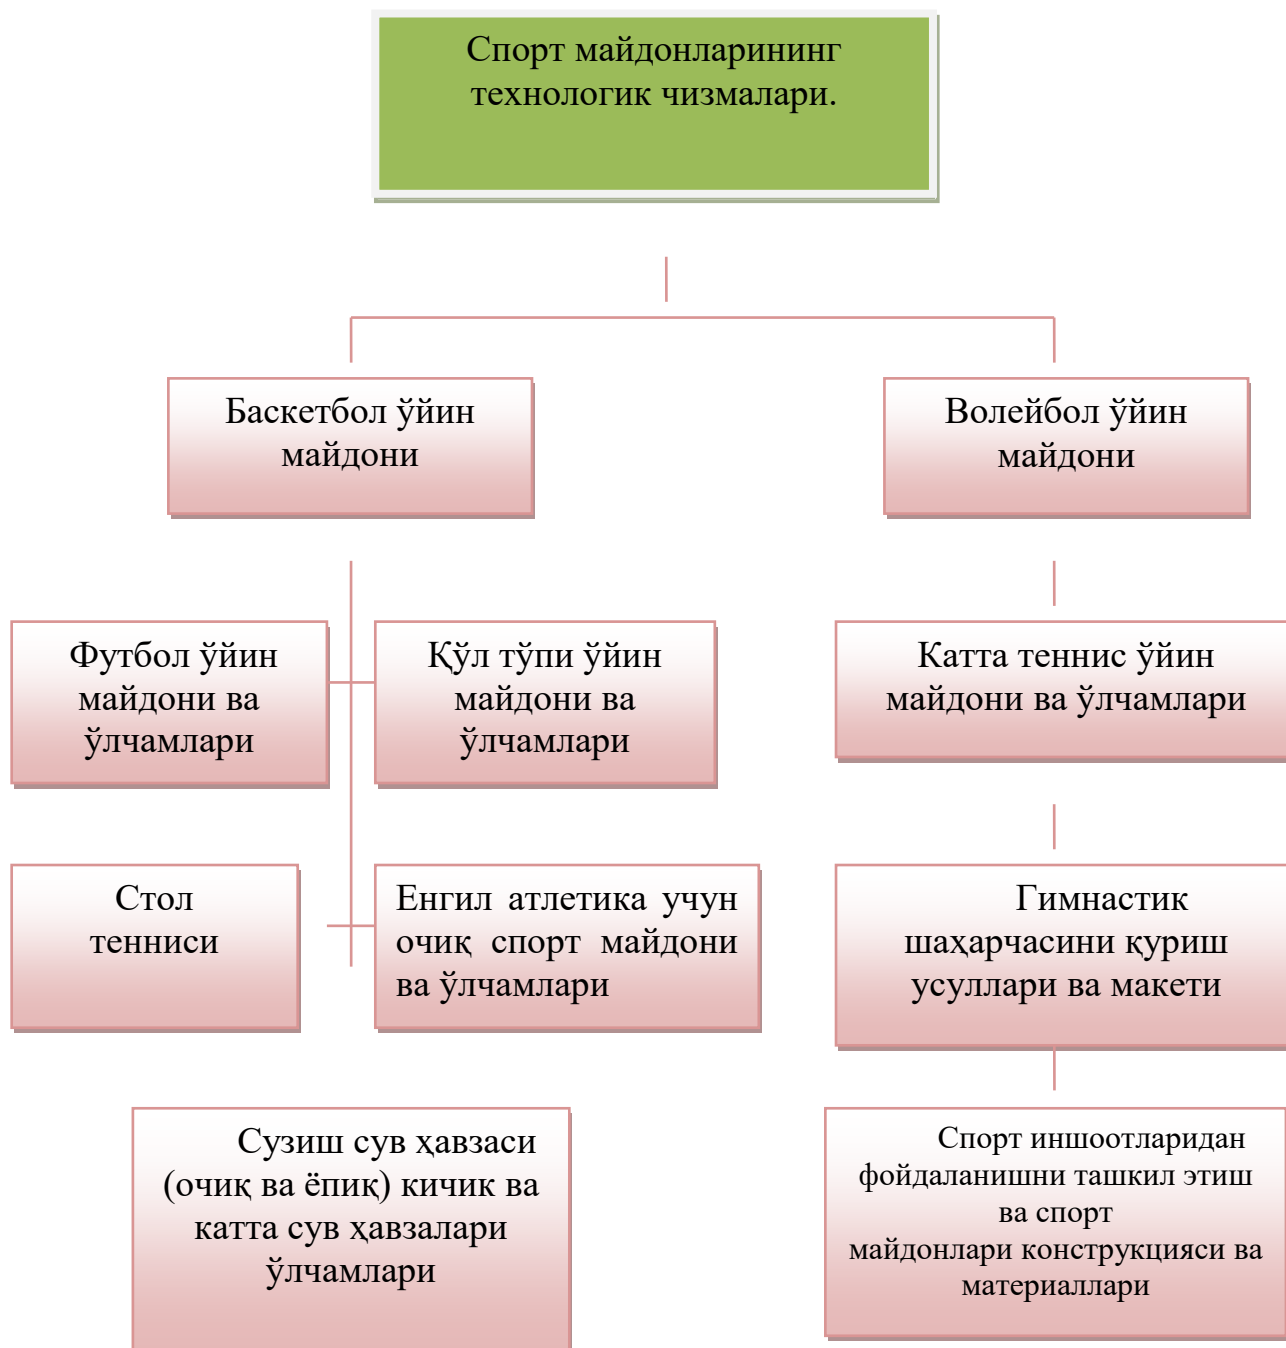 Спорт майдонларининг
технологик чизмалари.
Баскетбол ўйин
майдони
Волейбол ўйин
майдони
Футбол ўйин
майдони ва
ўлчамлари
Қўл тўпи ўйин
майдони ва
ўлчамлари
Катта теннис ўйин
майдони ва ўлчамлари
Стол
тенниси
Енгил атлетика учун
очиқ спорт майдони
ва ўлчамлари
Гимнастик
шаҳарчасини қуриш
усуллари ва макети
Сузиш сув ҳавзаси
(очиқ ва ёпиқ) кичик ва
катта сув ҳавзалари
ўлчамлари
Спорт иншоотларидан
фойдаланишни ташкил этиш
ва спорт
майдонлари конструкцияси ва
материаллари